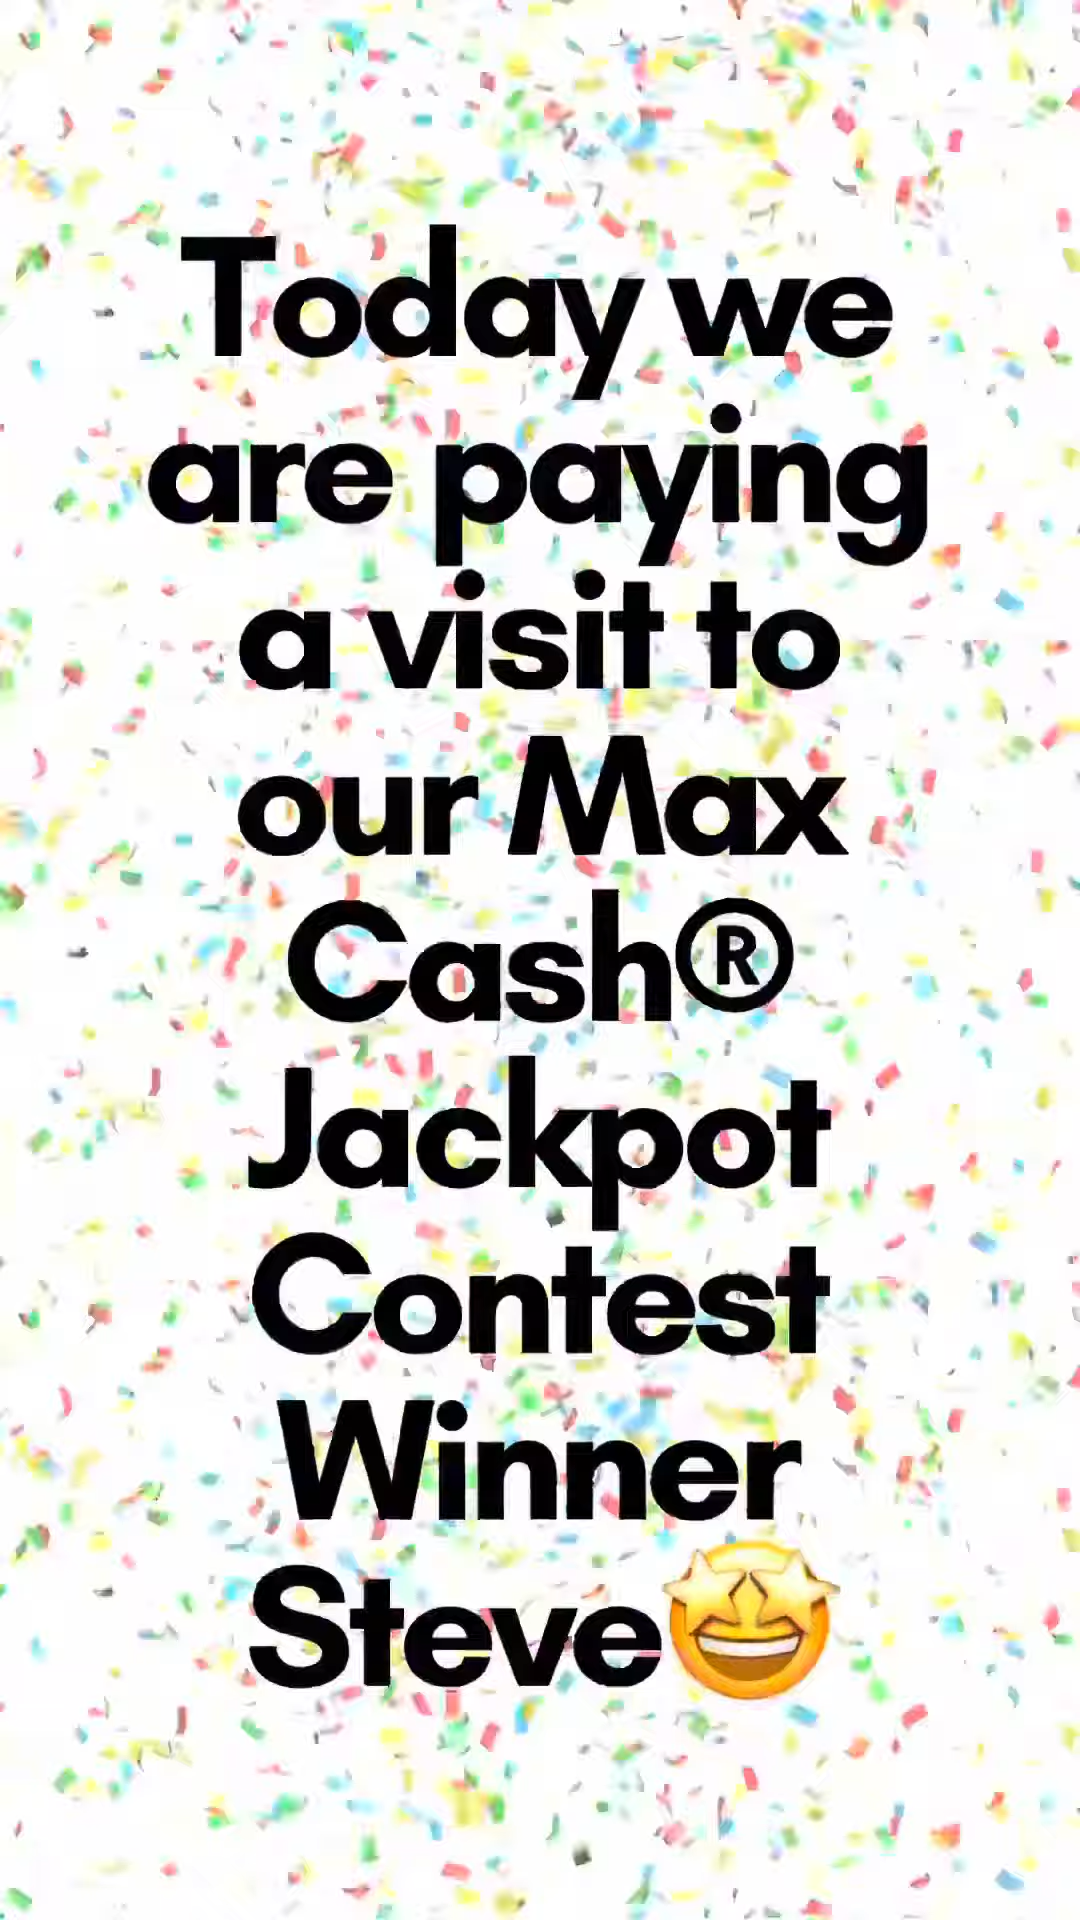 Today we
are paying
a visit to
our Max
Cash®
Jackpot
Contest
Winner
Steve🤩